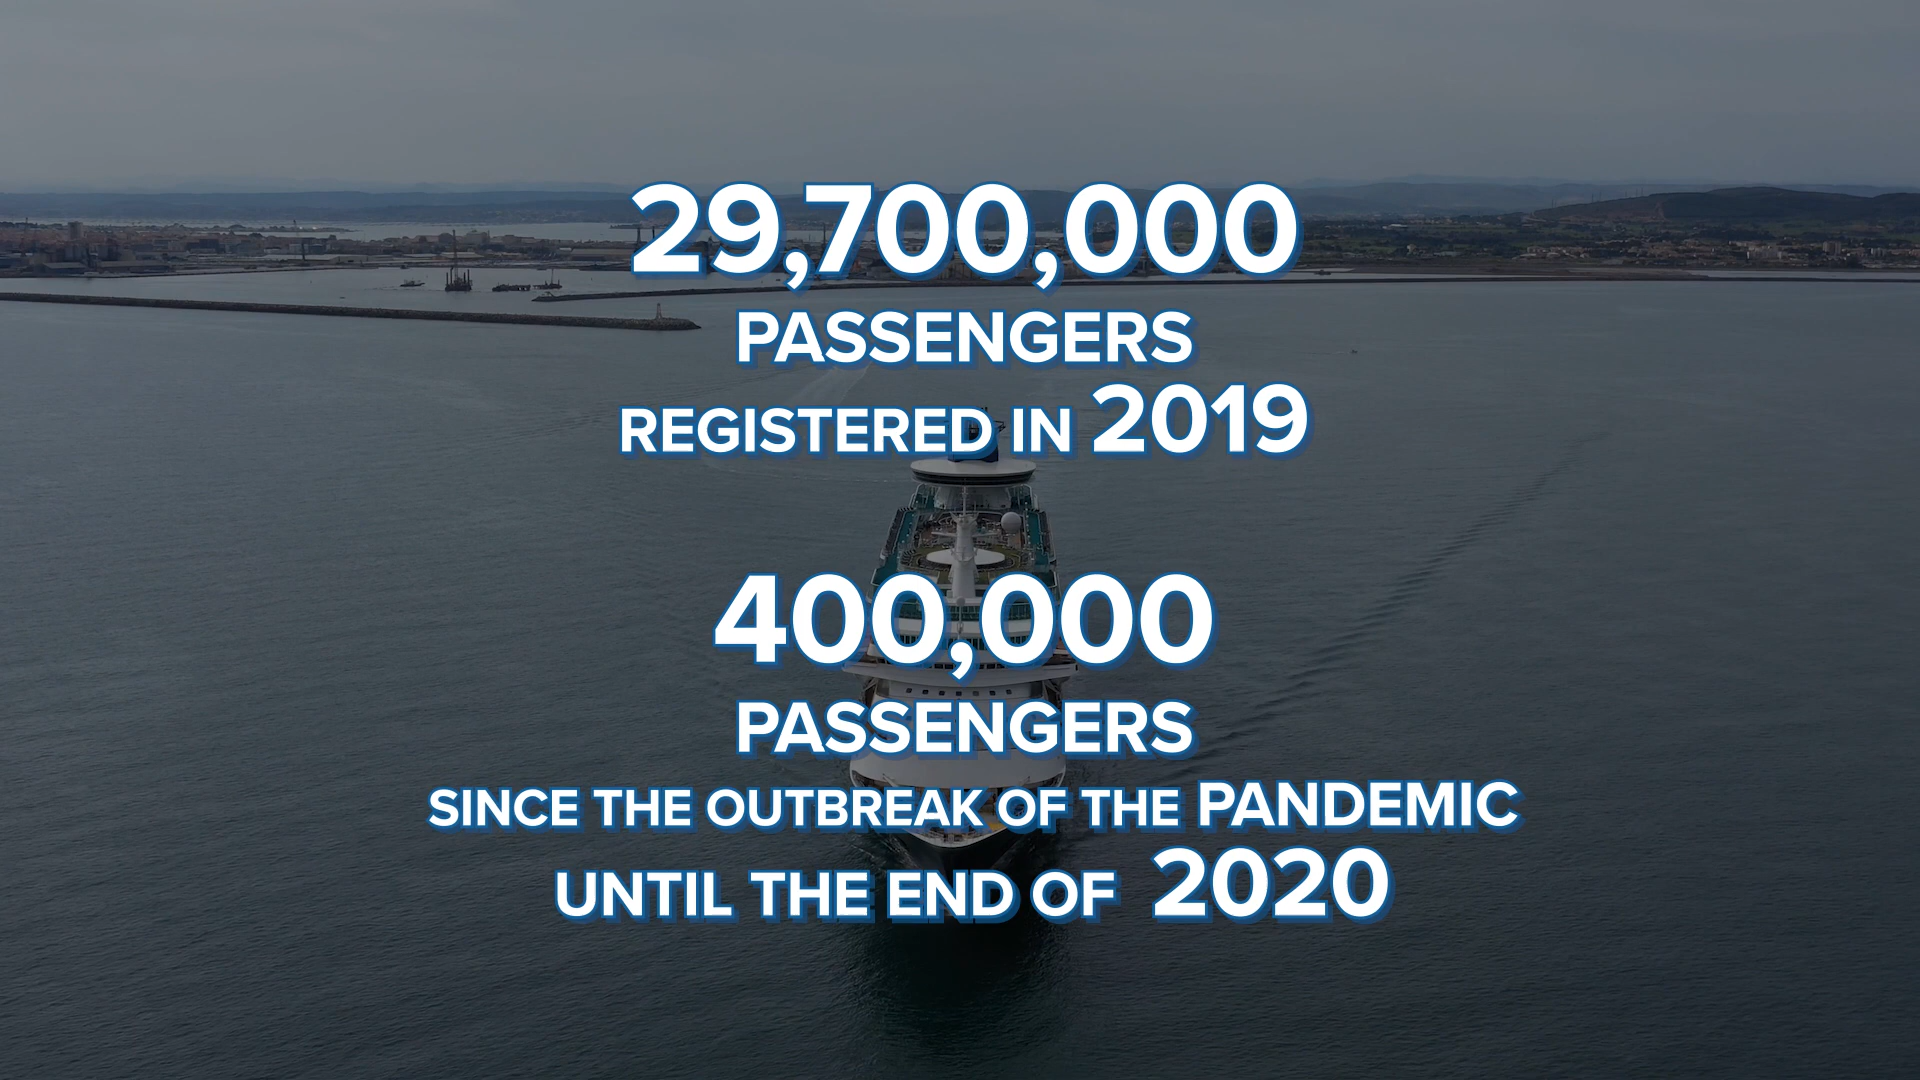 29,700,000
PASSENGERS
REGISTERED IN 2019
400,000
PASSENGERS
SINCE THE OUTBREAK OF THE PANDEMIC
UNTIL THE END OF 2020